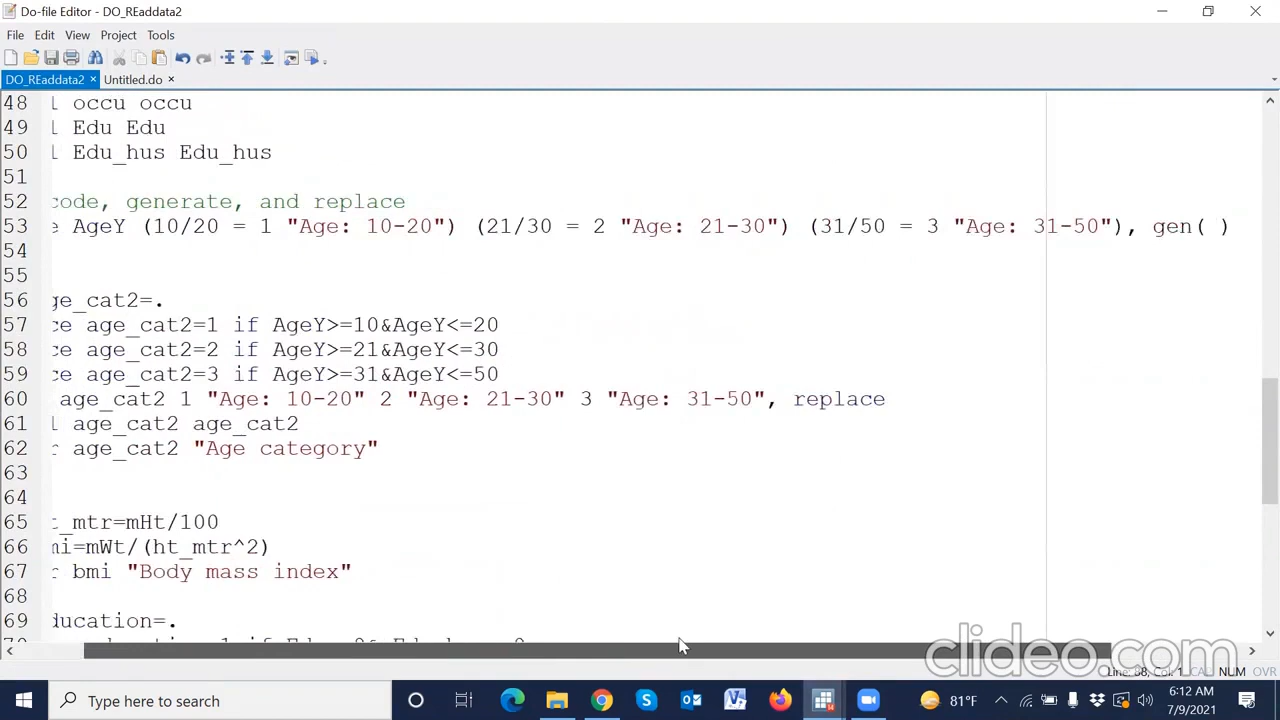 Do-file Editor - DO_REaddata2
File Edit View Project Tools
DO_REaddata2 × Untitled.do ×
48 l occu occu
49 l Edu Edu
50 l Edu_hus Edu_hus
51
52 code, generate, and replace
53 e AgeY (10/20 = 1 "Age: 10-20") (21/30 = 2 "Age: 21-30") (31/50 = 3 "Age: 31-50"), gen( )
54
55
56 ge_cat2=.
57 ce age_cat2=1 if AgeY>=10&AgeY<=20
58 ce age_cat2=2 if AgeY>=21&AgeY<=30
59 ce age_cat2=3 if AgeY>=31&AgeY<=50
60 age_cat2 1 "Age: 10-20" 2 "Age: 21-30" 3 "Age: 31-50", replace
61 l age_cat2 age_cat2
62 r age_cat2 "Age category"
63
64
65 t_mtr=mHt/100
66 mi=mWt/(ht_mtr^2)
67 r bmi "Body mass index"
68
69 ducation=.
clideo.com
Line: 88, Col: 1 CAP NUM OVR
Type here to search
81°F
6:12 AM
7/9/2021